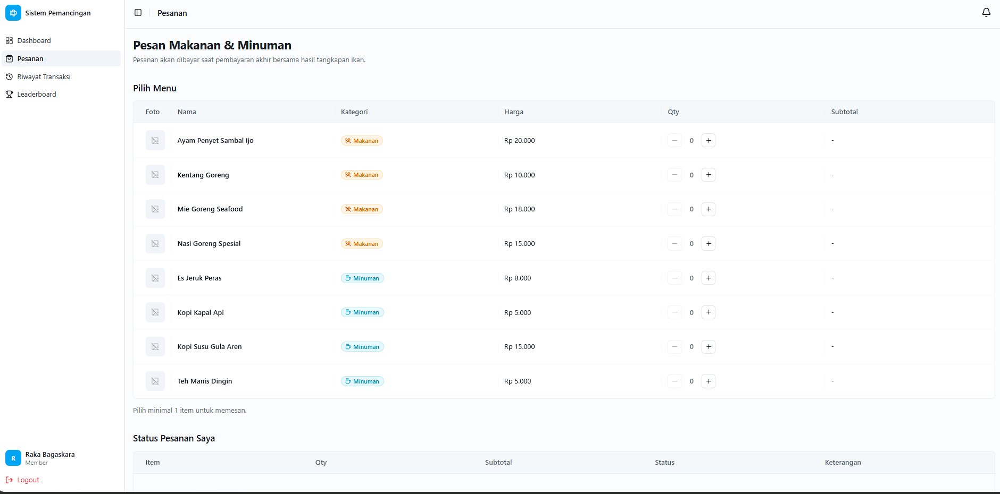 Sistem Pemancingan
Dashboard
Pesanan
Riwayat Transaksi
Leaderboard
Raka Bagaskara
R
Member
Logout
Pesanan
Pesan Makanan & Minuman
Pesanan akan dibayar saat pembayaran akhir bersama hasil tangkapan ikan.
Pilih Menu
Foto Nama Kategori Harga Qty Subtotal
Ayam Penyet Sambal Ijo Makanan Rp 20.000 − 0 + -
Kentang Goreng Makanan Rp 10.000 − 0 + -
Mie Goreng Seafood Makanan Rp 18.000 − 0 + -
Nasi Goreng Spesial Makanan Rp 15.000 − 0 + -
Es Jeruk Peras Minuman Rp 8.000 − 0 + -
Kopi Kapal Api Minuman Rp 5.000 − 0 + -
Kopi Susu Gula Aren Minuman Rp 15.000 − 0 + -
Teh Manis Dingin Minuman Rp 5.000 − 0 + -
Pilih minimal 1 item untuk memesan.
Status Pesanan Saya
Item Qty Subtotal Status Keterangan